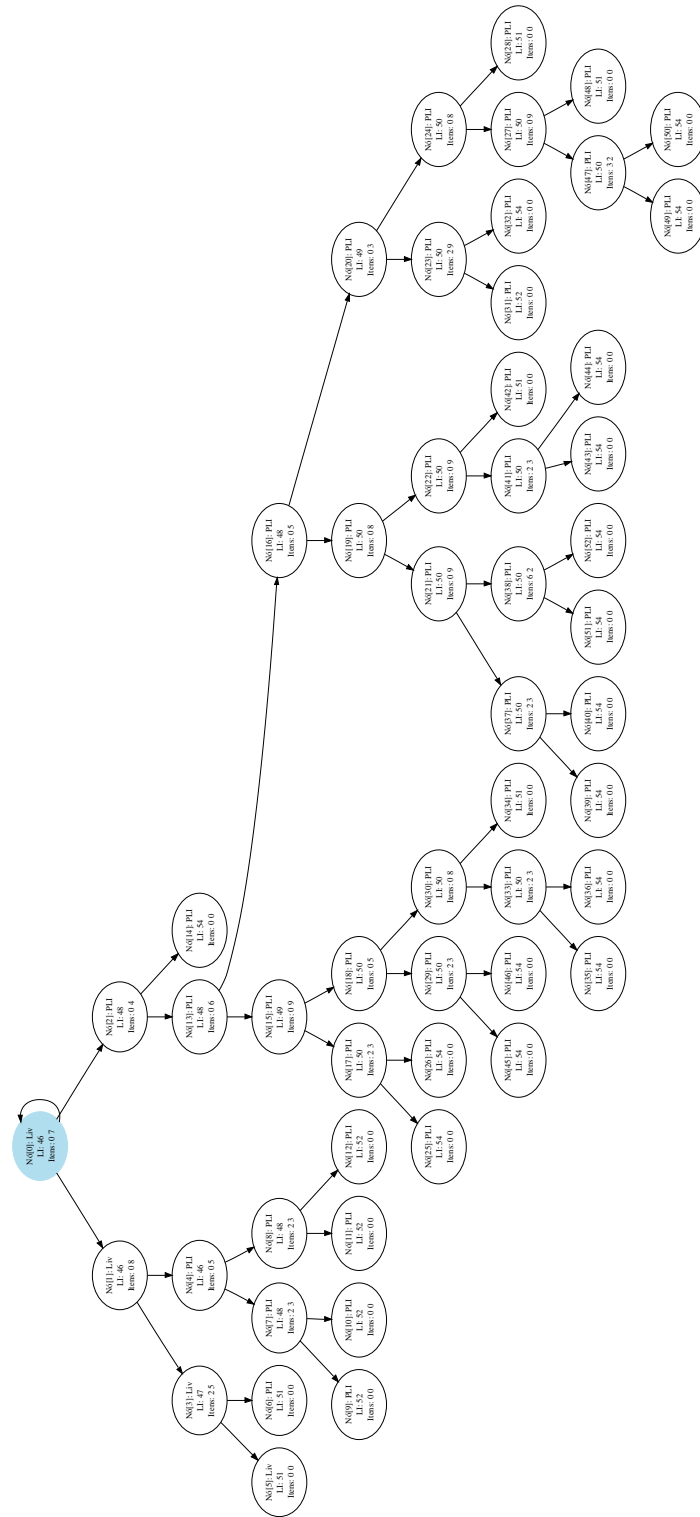 Nó[0]: Liv
LI: 46
Itens: 0 7
Nó[1]: Liv
LI: 46
Itens: 0 8
Nó[2]: PLI
LI: 48
Itens: 0 4
Nó[3]: Liv
LI: 47
Itens: 2 5
Nó[4]: PLI
LI: 46
Itens: 0 5
Nó[13]: PLI
LI: 48
Itens: 0 6
Nó[14]: PLI
LI: 54
Itens: 0 0
Nó[5]: Liv
LI: 51
Itens: 0 0
Nó[6]: PLI
LI: 51
Itens: 0 0
Nó[7]: PLI
LI: 48
Itens: 2 3
Nó[8]: PLI
LI: 48
Itens: 2 3
Nó[15]: PLI
LI: 49
Itens: 0 9
Nó[16]: PLI
LI: 48
Itens: 0 5
Nó[9]: PLI
LI: 52
Itens: 0 0
Nó[10]: PLI
LI: 52
Itens: 0 0
Nó[11]: PLI
LI: 52
Itens: 0 0
Nó[12]: PLI
LI: 52
Itens: 0 0
Nó[17]: PLI
LI: 50
Itens: 2 3
Nó[18]: PLI
LI: 50
Itens: 0 5
Nó[19]: PLI
LI: 50
Itens: 0 8
Nó[20]: PLI
LI: 49
Itens: 0 3
Nó[25]: PLI
LI: 54
Itens: 0 0
Nó[26]: PLI
LI: 54
Itens: 0 0
Nó[29]: PLI
LI: 50
Itens: 2 3
Nó[30]: PLI
LI: 50
Itens: 0 8
Nó[21]: PLI
LI: 50
Itens: 0 9
Nó[22]: PLI
LI: 50
Itens: 0 9
Nó[23]: PLI
LI: 50
Itens: 2 9
Nó[24]: PLI
LI: 50
Itens: 0 8
Nó[45]: PLI
LI: 54
Itens: 0 0
Nó[46]: PLI
LI: 54
Itens: 0 0
Nó[33]: PLI
LI: 50
Itens: 2 3
Nó[34]: PLI
LI: 51
Itens: 0 0
Nó[37]: PLI
LI: 50
Itens: 2 3
Nó[38]: PLI
LI: 50
Itens: 6 2
Nó[41]: PLI
LI: 50
Itens: 2 3
Nó[42]: PLI
LI: 51
Itens: 0 0
Nó[31]: PLI
LI: 52
Itens: 0 0
Nó[32]: PLI
LI: 54
Itens: 0 0
Nó[27]: PLI
LI: 50
Itens: 0 9
Nó[28]: PLI
LI: 51
Itens: 0 0
Nó[35]: PLI
LI: 54
Itens: 0 0
Nó[36]: PLI
LI: 54
Itens: 0 0
Nó[39]: PLI
LI: 54
Itens: 0 0
Nó[40]: PLI
LI: 54
Itens: 0 0
Nó[51]: PLI
LI: 54
Itens: 0 0
Nó[52]: PLI
LI: 54
Itens: 0 0
Nó[43]: PLI
LI: 54
Itens: 0 0
Nó[44]: PLI
LI: 54
Itens: 0 0
Nó[47]: PLI
LI: 50
Itens: 3 2
Nó[48]: PLI
LI: 51
Itens: 0 0
Nó[49]: PLI
LI: 54
Itens: 0 0
Nó[50]: PLI
LI: 54
Itens: 0 0